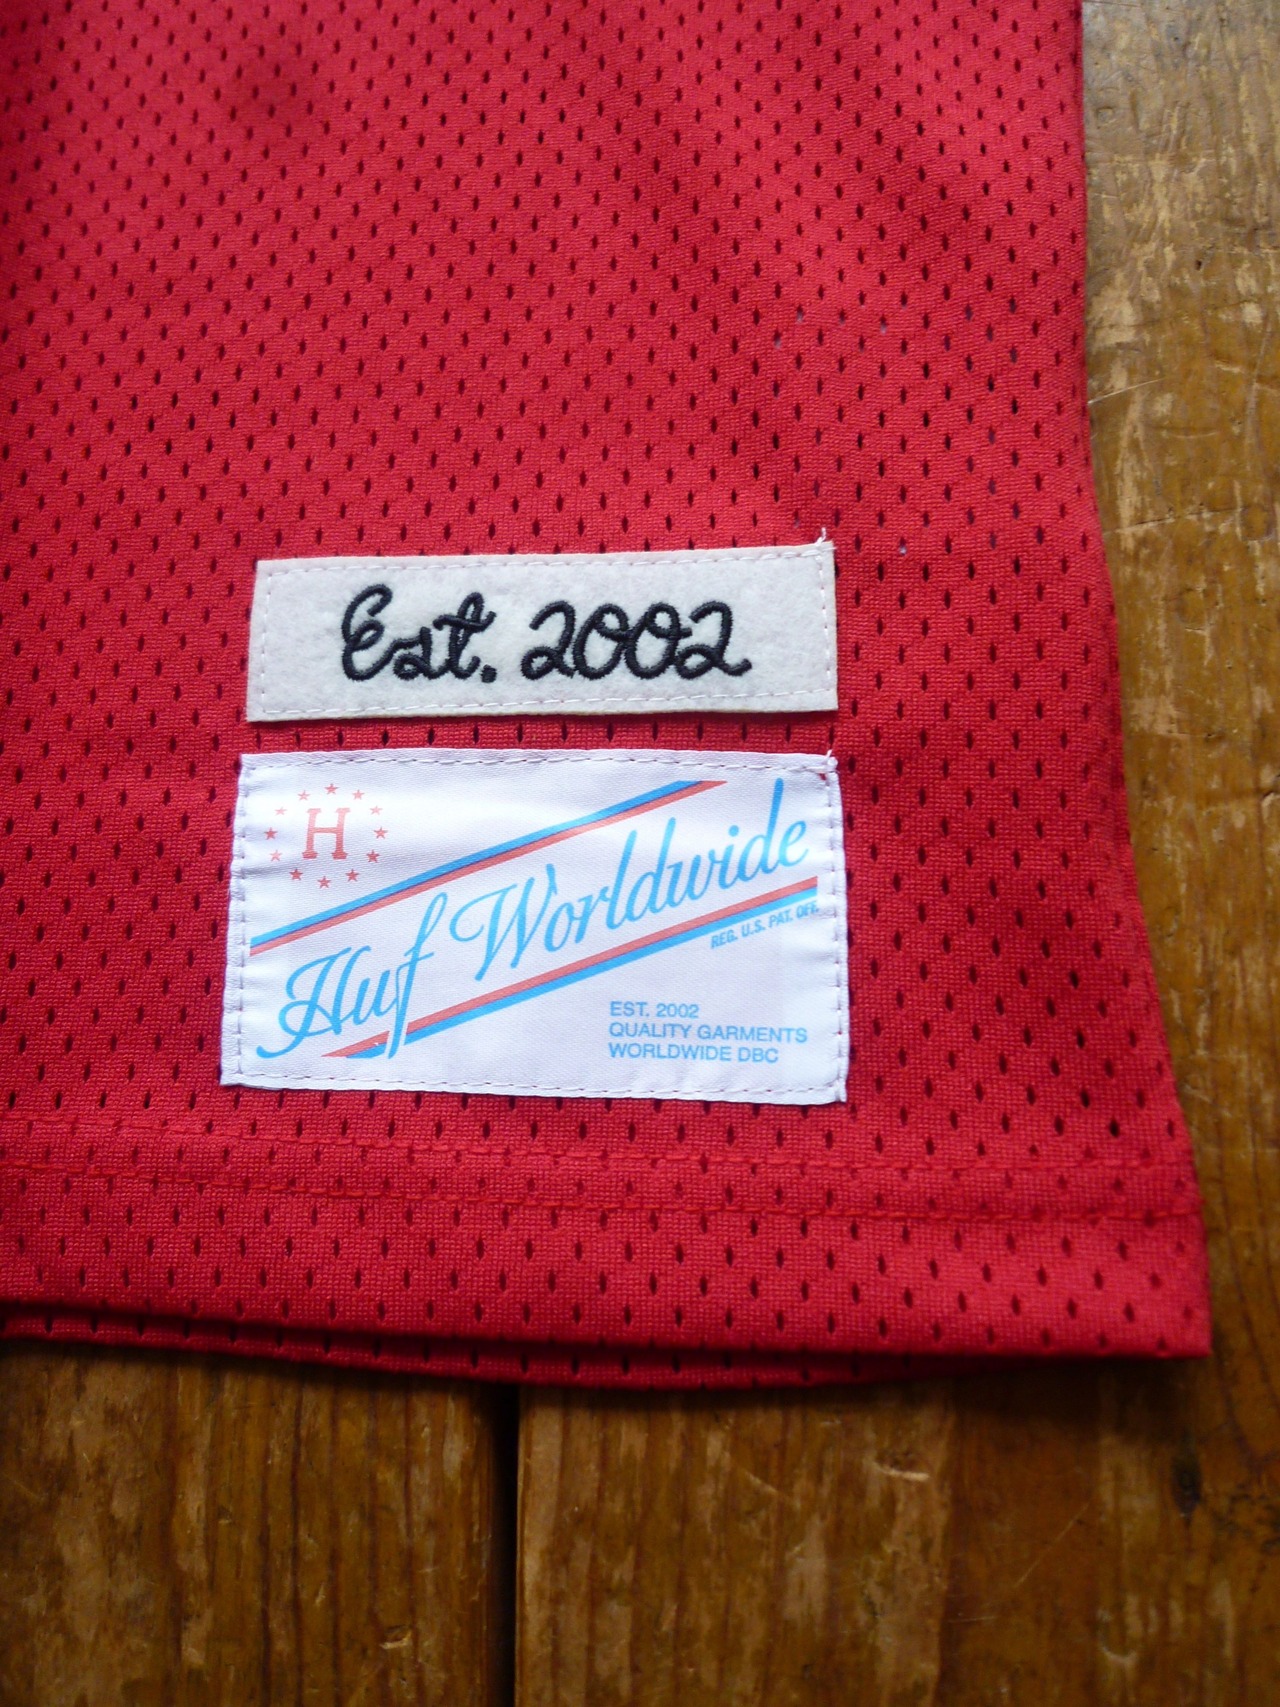 Est. 2002
H
Huf Worldwide
REG. U.S. PAT. OFF.
EST. 2002
QUALITY GARMENTS
WORLDWIDE DBC